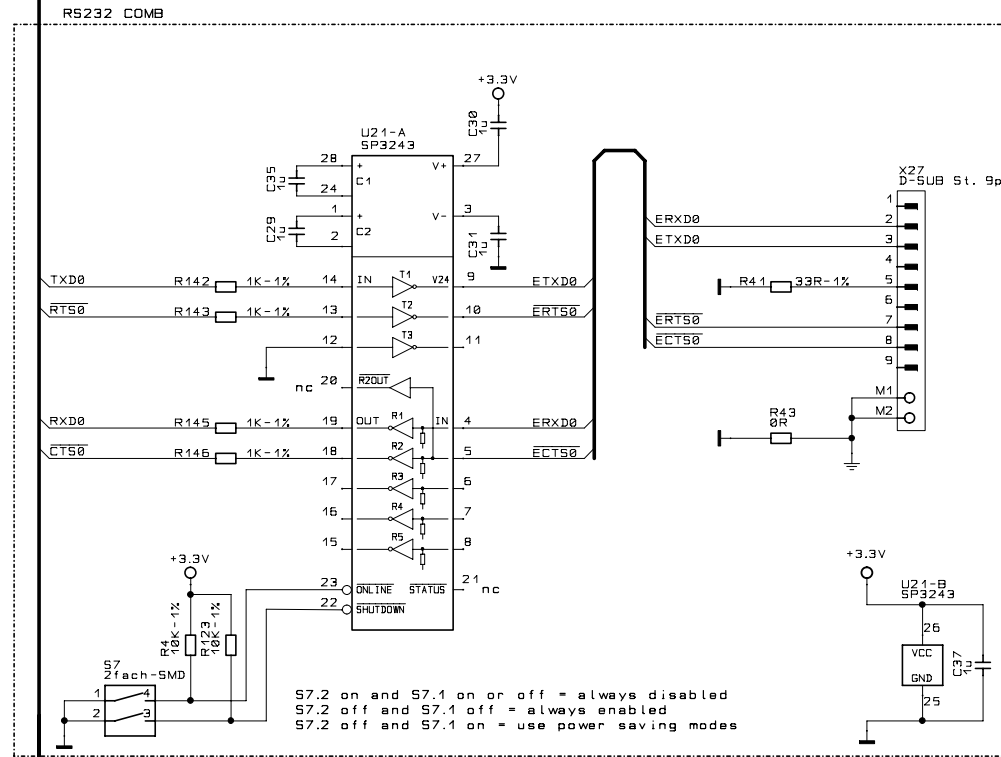 RS232 COMB
+3.3V
C30
1u
U21-A
SP3243
28
+
V+
27
C35
1u
C1
24
1
+
V-
3
C29
1u
C2
2
C31
1u
X27
D-SUB St. 9p
1
ERXD0
2
ETXD0
3
4
R41
33R-1%
5
6
ERTS0
7
ECTS0
8
9
M1
M2
R43
0R
TXD0
R142
1K-1%
14
IN
T1
V24
9
ETXD0
RTS0
R143
1K-1%
13
T2
10
ERTS0
12
T3
11
nc
20
R2OUT
RXD0
R145
1K-1%
19
OUT
R1
IN
4
ERXD0
CTS0
R146
1K-1%
18
R2
5
ECTS0
17
R3
6
16
R4
7
15
R5
8
+3.3V
23
ONLINE
STATUS
21
nc
22
SHUTDOWN
R4
10K-1%
R123
10K-1%
S7
2fach-SMD
1
4
2
3
S7.2 on and S7.1 on or off = always disabled
S7.2 off and S7.1 off = always enabled
S7.2 off and S7.1 on = use power saving modes
+3.3V
U21-B
SP3243
26
VCC
GND
25
C37
1u